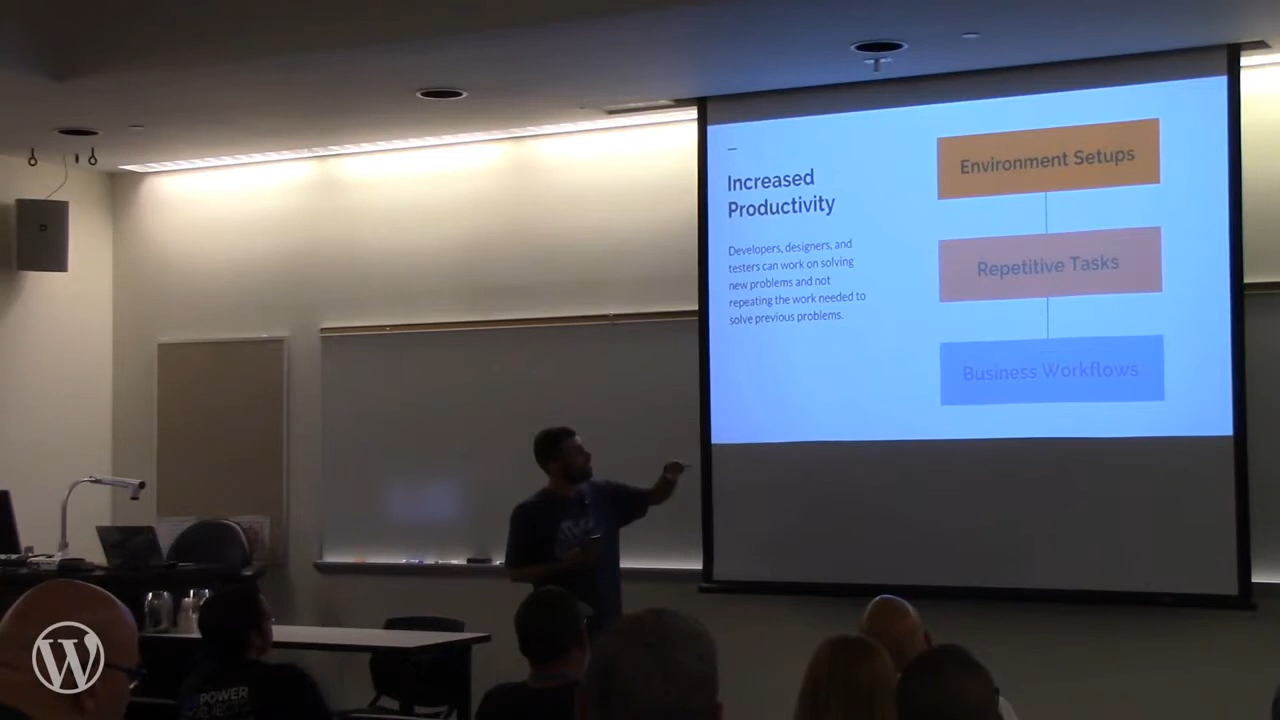 Increased
Productivity
Developers, designers, and
testers can work on solving
new problems and not
repeating the work needed to
solve previous problems.
Environment Setups
Repetitive Tasks
Business Workflows
POWER
W